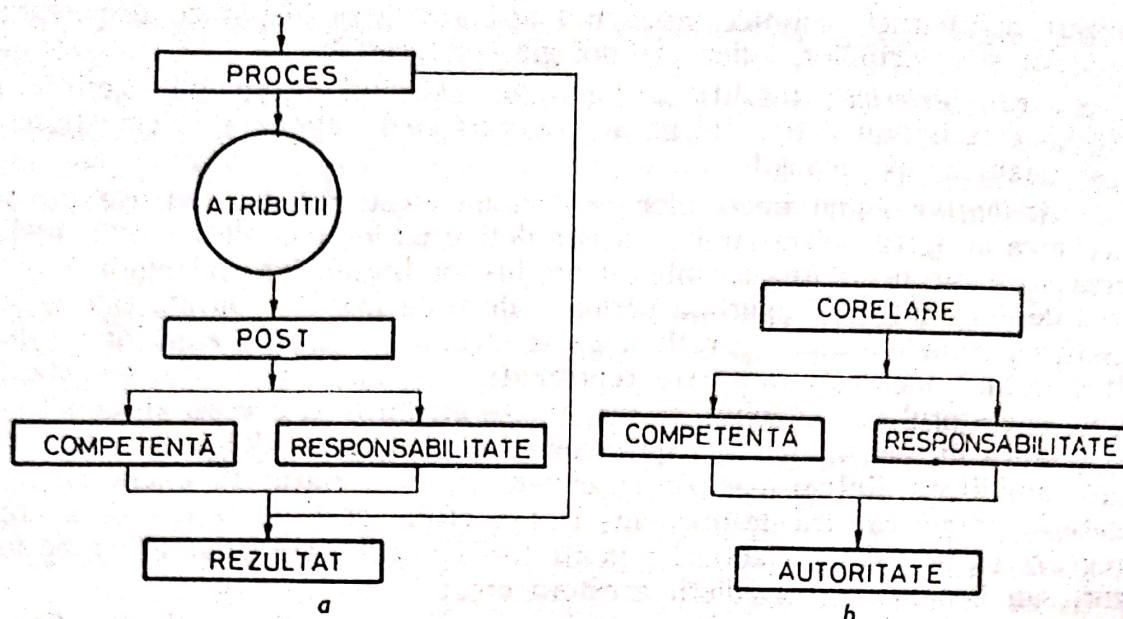 PROCES
ATRIBUTII
POST
COMPETENTĂ
RESPONSABILITATE
REZULTAT
a
CORELARE
COMPETENTĂ
RESPONSABILITATE
AUTORITATE
b